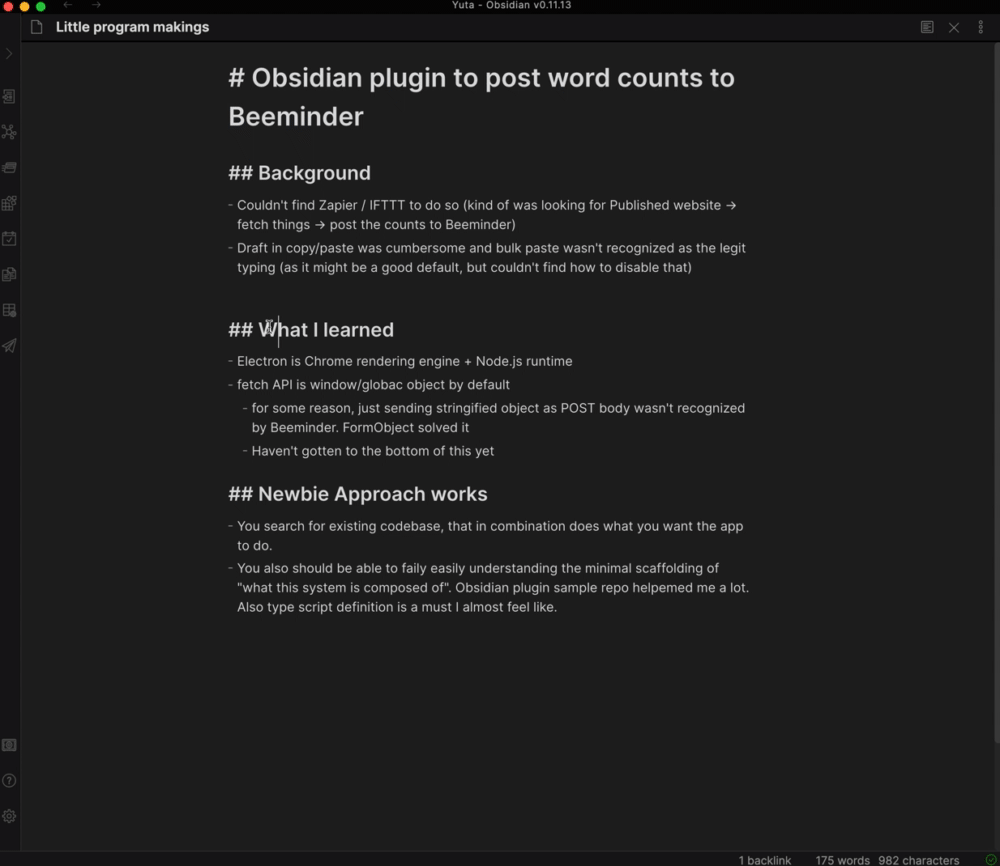 Yuta - Obsidian v0.11.13
Little program makings
# Obsidian plugin to post word counts to
Beeminder
## Background
- Couldn't find Zapier / IFTTT to do so (kind of was looking for Published website →
fetch things → post the counts to Beeminder)
- Draft in copy/paste was cumbersome and bulk paste wasn't recognized as the legit
typing (as it might be a good default, but couldn't find how to disable that)
## What I learned
- Electron is Chrome rendering engine + Node.js runtime
- fetch API is window/globac object by default
- for some reason, just sending stringified object as POST body wasn't recognized
by Beeminder. FormObject solved it
- Haven't gotten to the bottom of this yet
## Newbie Approach works
- You search for existing codebase, that in combination does what you want the app
to do.
- You also should be able to faily easily understanding the minimal scaffolding of
"what this system is composed of". Obsidian plugin sample repo helpemed me a lot.
Also type script definition is a must I almost feel like.
1 backlink 175 words 982 characters